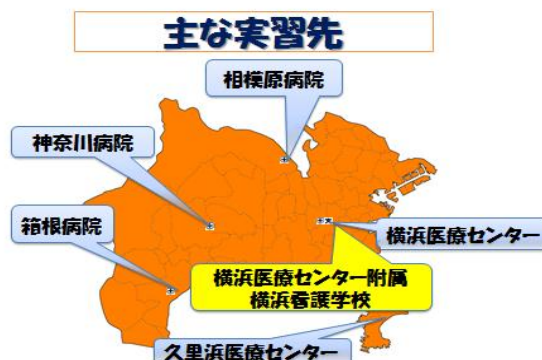 主な実習先
相模原病院
神奈川病院
箱根病院
横浜医療センター
横浜医療センター附属
横浜看護学校
久里浜医療センター